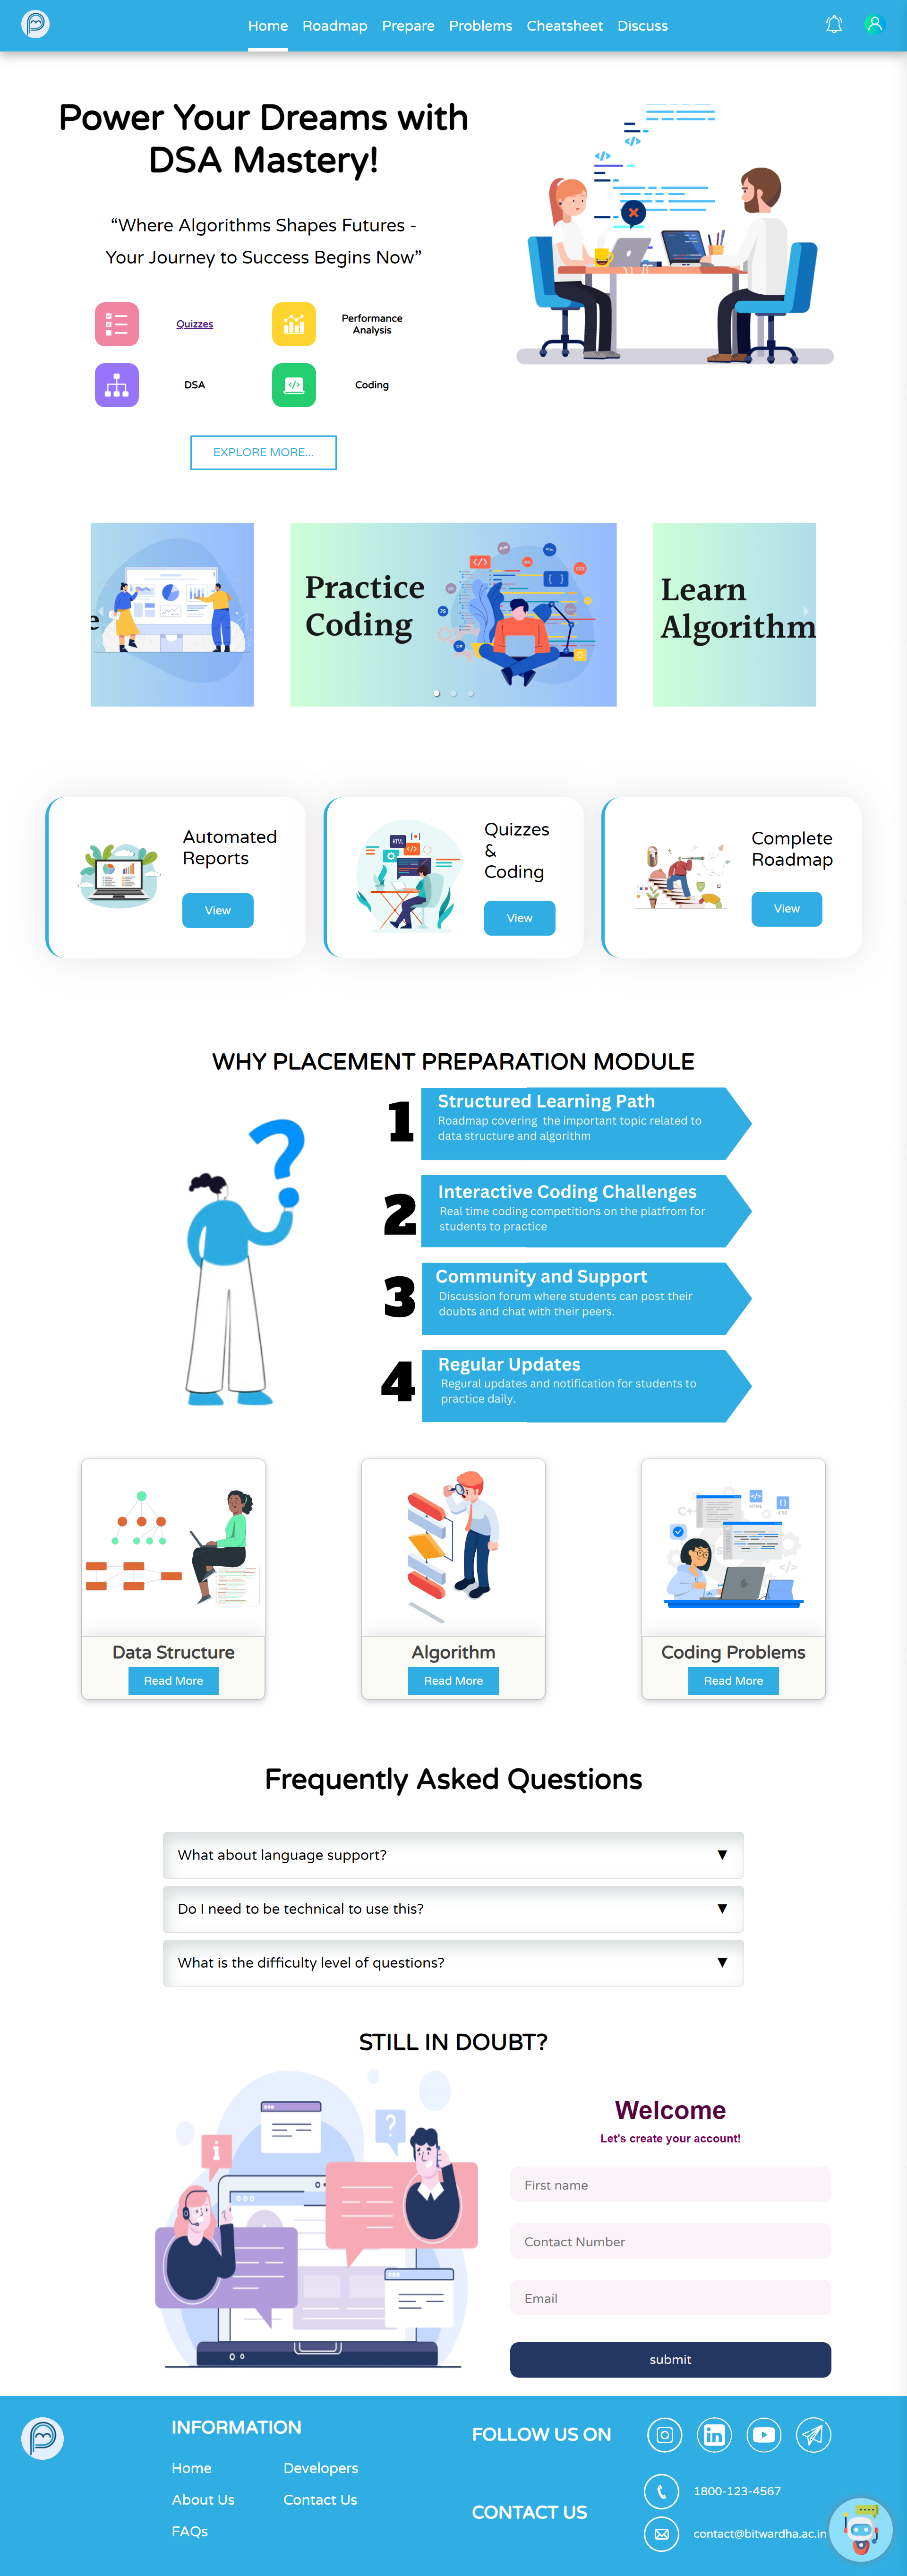 Home Roadmap Prepare Problems Cheatsheet Discuss
Power Your Dreams with
DSA Mastery!
“Where Algorithms Shapes Futures -
Your Journey to Success Begins Now”
Quizzes
Performance
Analysis
DSA
Coding
EXPLORE MORE...
e
Practice
Coding
Learn
Algorithm
Automated
Reports
View
Quizzes
&
Coding
View
Complete
Roadmap
View
WHY PLACEMENT PREPARATION MODULE
1
Structured Learning Path
Roadmap covering the important topic related to
data structure and algorithm
2
Interactive Coding Challenges
Real time coding competitions on the platfrom for
students to practice
3
Community and Support
Discussion forum where students can post their
doubts and chat with their peers.
4
Regular Updates
Regural updates and notification for students to
practice daily.
Data Structure
Read More
Algorithm
Read More
C++
HTML
CSS
Coding Problems
Read More
Frequently Asked Questions
What about language support? ▼
Do I need to be technical to use this? ▼
What is the difficulty level of questions? ▼
STILL IN DOUBT?
Welcome
Let's create your account!
First name
Contact Number
Email
submit
INFORMATION
Home
Developers
About Us
Contact Us
FAQs
FOLLOW US ON
CONTACT US
1800-123-4567
contact@bitwardha.ac.in